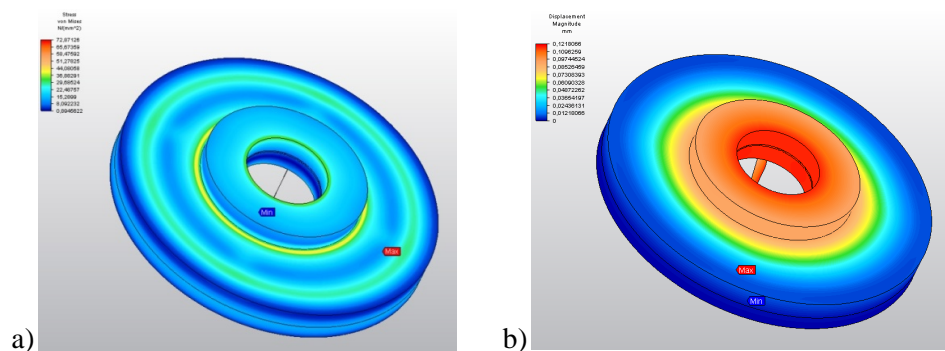 Stress
von Mises
N/(mm^2)
72,87126
65,67359
58,47592
51,27825
44,08058
36,88291
29,68524
22,48757
15,2899
8,092232
0,8945622
Min
Max
a)
Displacement
Magnitude
mm
0,1218066
0,1096259
0,09744524
0,08526459
0,07308393
0,06090328
0,04872262
0,03654197
0,02436131
0,01218066
0
Max
Min
b)